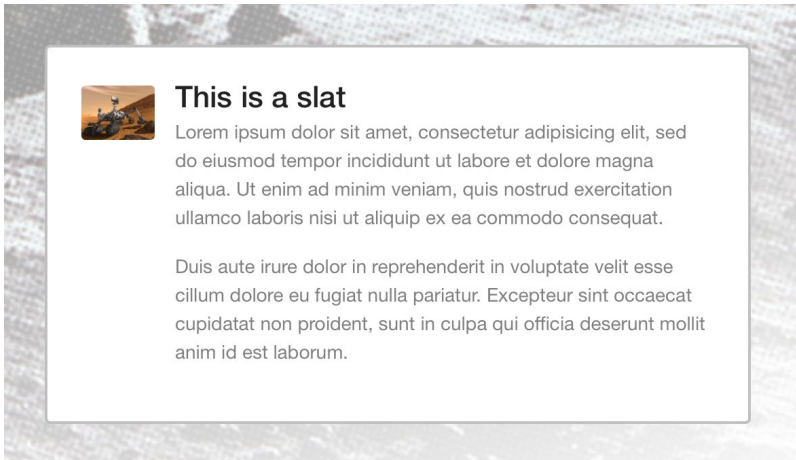 This is a slat
Lorem ipsum dolor sit amet, consectetur adipisicing elit, sed
do eiusmod tempor incididunt ut labore et dolore magna
aliqua. Ut enim ad minim veniam, quis nostrud exercitation
ullamco laboris nisi ut aliquip ex ea commodo consequat.
Duis aute irure dolor in reprehenderit in voluptate velit esse
cillum dolore eu fugiat nulla pariatur. Excepteur sint occaecat
cupidatat non proident, sunt in culpa qui officia deserunt mollit
anim id est laborum.